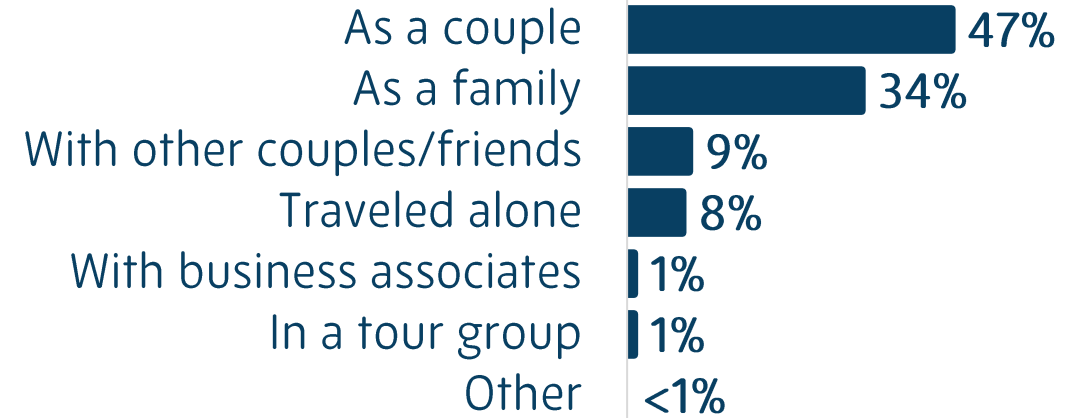 As a couple 47%
As a family 34%
With other couples/friends 9%
Traveled alone 8%
With business associates 1%
In a tour group 1%
Other <1%